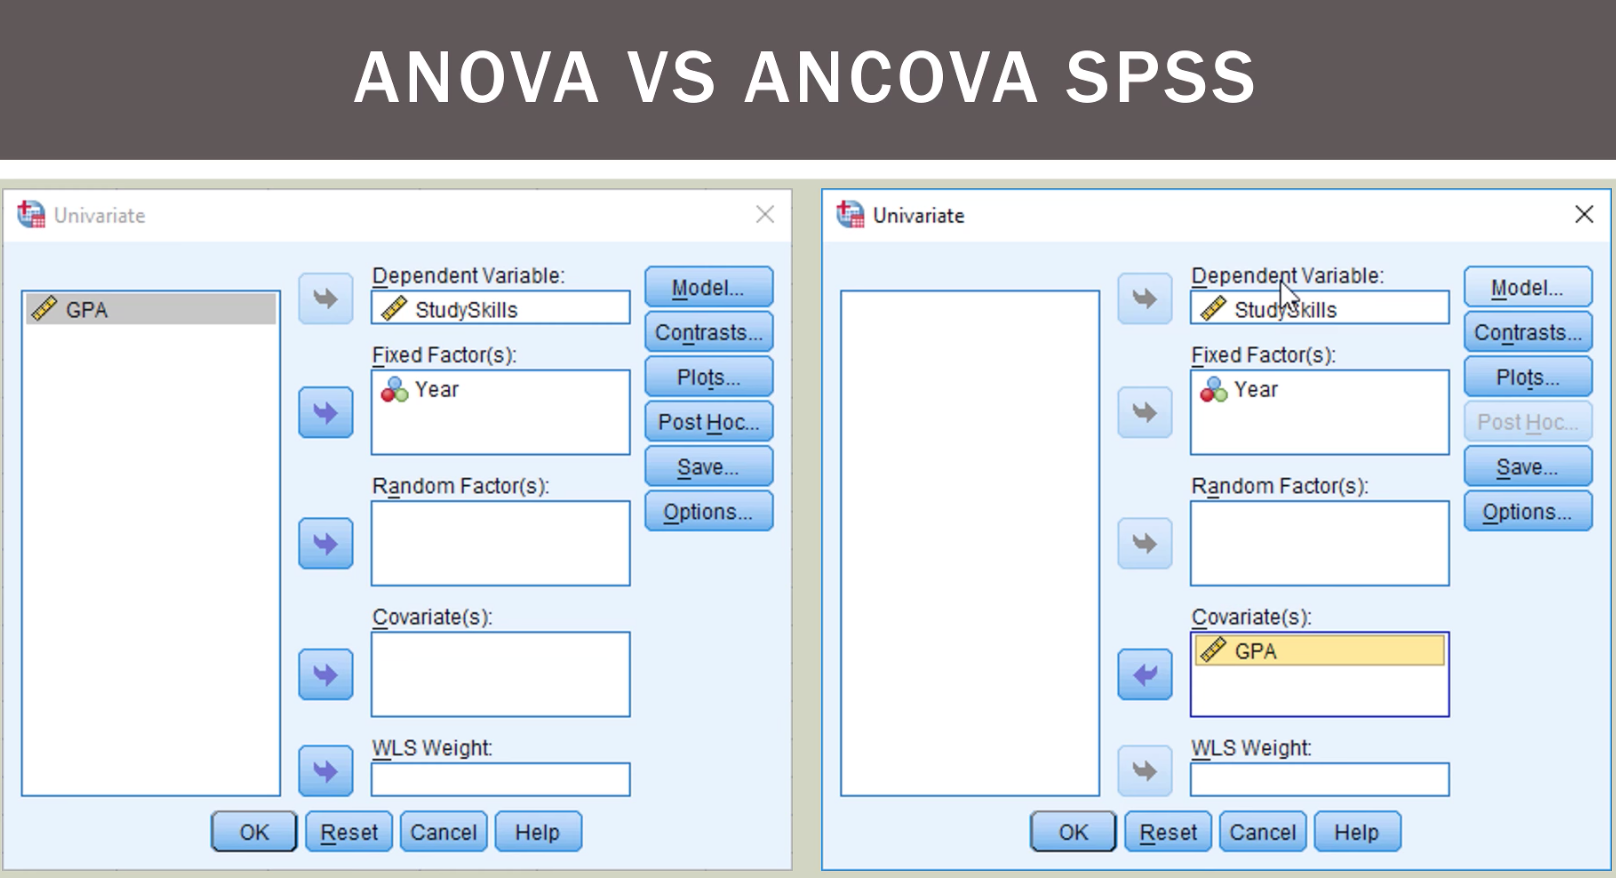 ANOVA VS ANCOVA SPSS
Univariate
GPA
Dependent Variable:
StudySkills
Fixed Factor(s):
Year
Random Factor(s):
Covariate(s):
WLS Weight:
Model...
Contrasts...
Plots...
Post Hoc...
Save...
Options...
OK
Reset
Cancel
Help
Univariate
Dependent Variable:
StudySkills
Fixed Factor(s):
Year
Random Factor(s):
Covariate(s):
GPA
WLS Weight:
Model...
Contrasts...
Plots...
Post Hoc...
Save...
Options...
OK
Reset
Cancel
Help